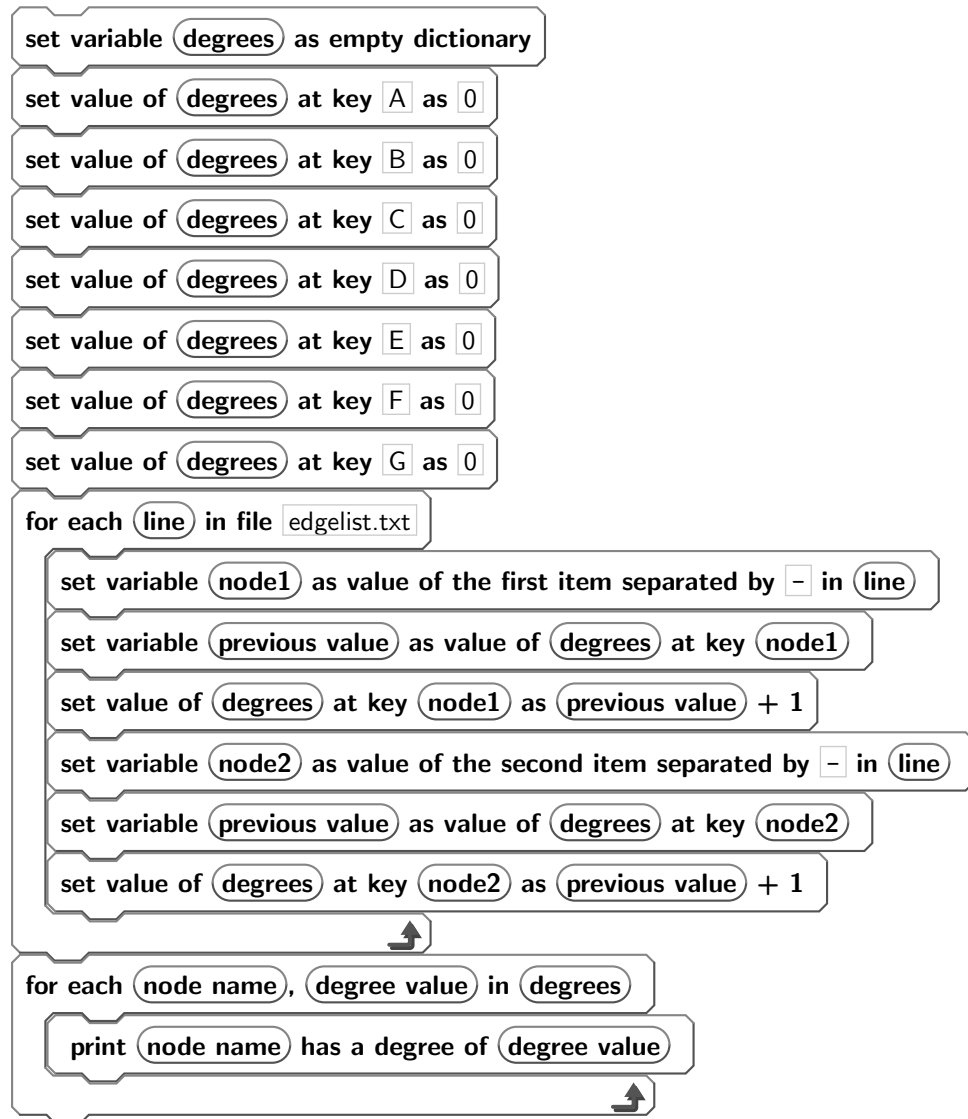 set variable degrees as empty dictionary
set value of degrees at key A as 0
set value of degrees at key B as 0
set value of degrees at key C as 0
set value of degrees at key D as 0
set value of degrees at key E as 0
set value of degrees at key F as 0
set value of degrees at key G as 0
for each line in file edgelist.txt
set variable node1 as value of the first item separated by - in line
set variable previous value as value of degrees at key node1
set value of degrees at key node1 as previous value + 1
set variable node2 as value of the second item separated by - in line
set variable previous value as value of degrees at key node2
set value of degrees at key node2 as previous value + 1
for each node name, degree value in degrees
print node name has a degree of degree value